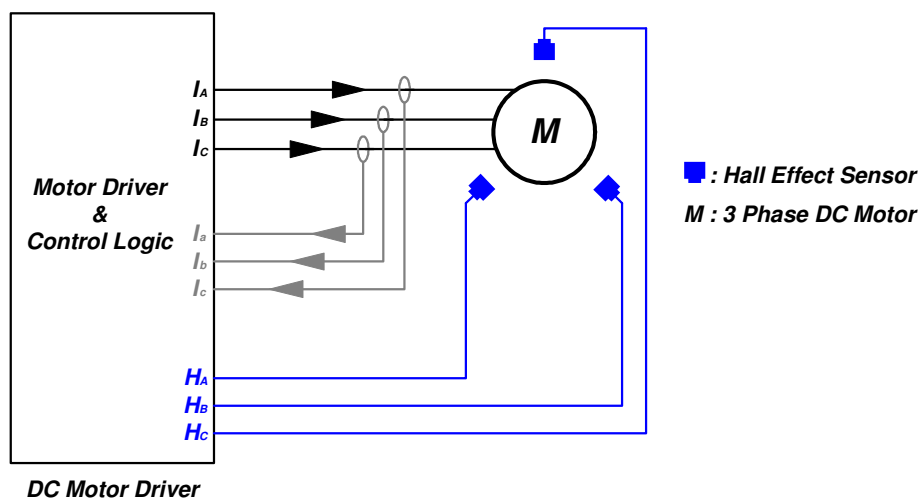 IA
IB
IC
M
Motor Driver
&
Control Logic
Ia
Ib
Ic
HA
HB
HC
DC Motor Driver
: Hall Effect Sensor
M : 3 Phase DC Motor